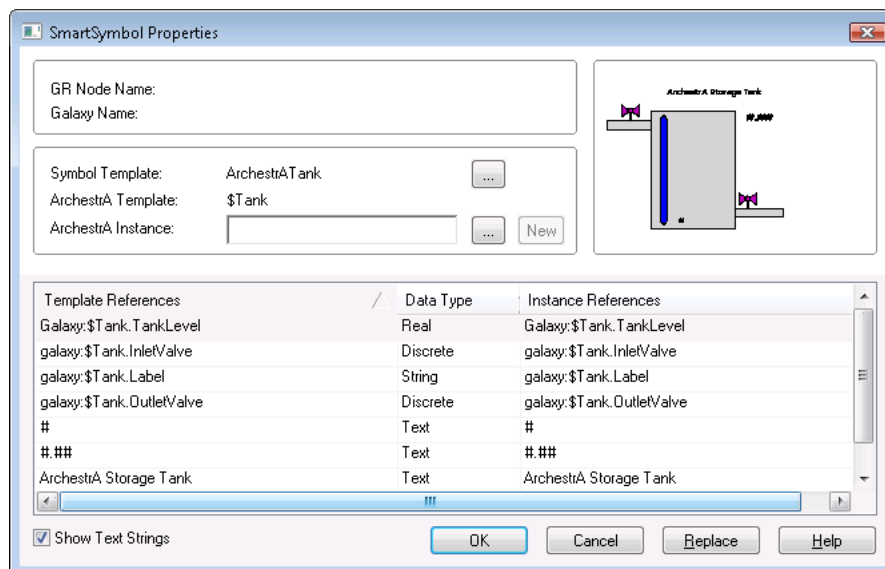 SmartSymbol Properties
GR Node Name:
Galaxy Name:
ArchestrA Storage Tank
#.###
#
Symbol Template: ArchestrATank ...
ArchestrA Template: $Tank
ArchestrA Instance: ... New
Template References Data Type Instance References
Galaxy:$Tank.TankLevel Real Galaxy:$Tank.TankLevel
galaxy:$Tank.InletValve Discrete galaxy:$Tank.InletValve
galaxy:$Tank.Label String galaxy:$Tank.Label
galaxy:$Tank.OutletValve Discrete galaxy:$Tank.OutletValve
# Text #
#.## Text #.##
ArchestrA Storage Tank Text ArchestrA Storage Tank
Show Text Strings OK Cancel Replace Help